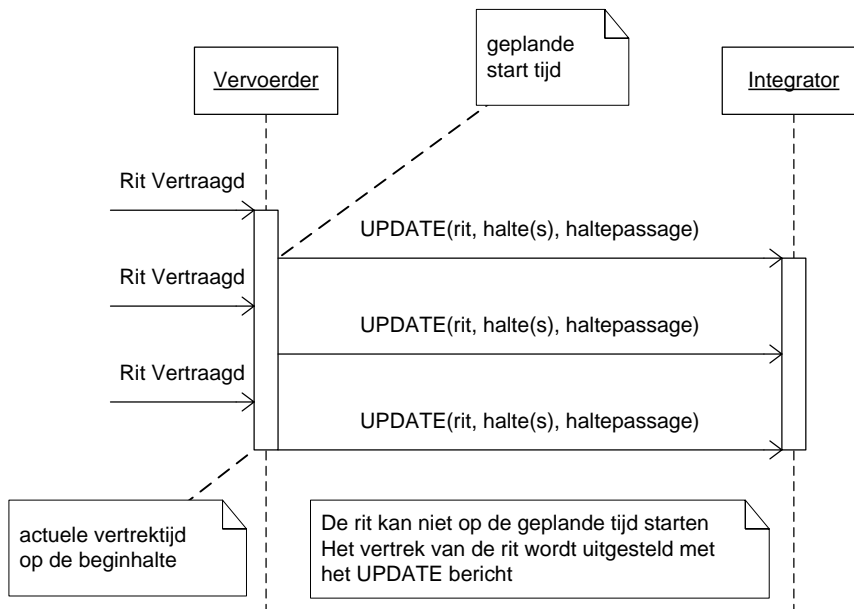 geplande
start tijd
Vervoerder
Integrator
Rit Vertraagd
UPDATE(rit, halte(s), haltepassage)
Rit Vertraagd
UPDATE(rit, halte(s), haltepassage)
Rit Vertraagd
UPDATE(rit, halte(s), haltepassage)
actuele vertrektijd
op de beginhalte
De rit kan niet op de geplande tijd starten
Het vertrek van de rit wordt uitgesteld met
het UPDATE bericht